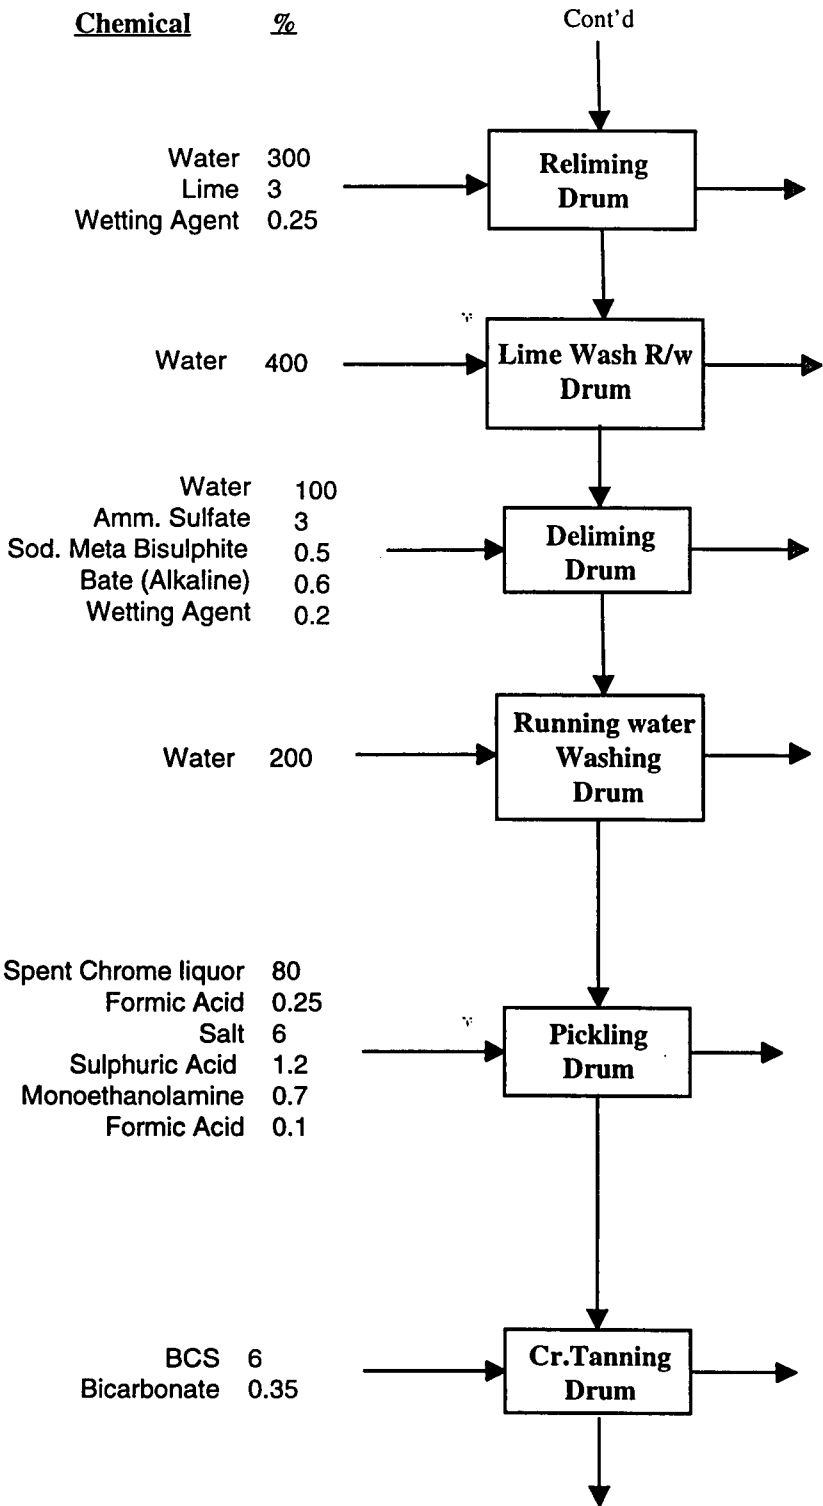 Chemical %
Cont'd
Water 300
Lime 3
Wetting Agent 0.25
Reliming
Drum
Water 400
Lime Wash R/w
Drum
Water 100
Amm. Sulfate 3
Sod. Meta Bisulphite 0.5
Bate (Alkaline) 0.6
Wetting Agent 0.2
Deliming
Drum
Water 200
Running water
Washing
Drum
Spent Chrome liquor 80
Formic Acid 0.25
Salt 6
Sulphuric Acid 1.2
Monoethanolamine 0.7
Formic Acid 0.1
Pickling
Drum
BCS 6
Bicarbonate 0.35
Cr.Tanning
Drum